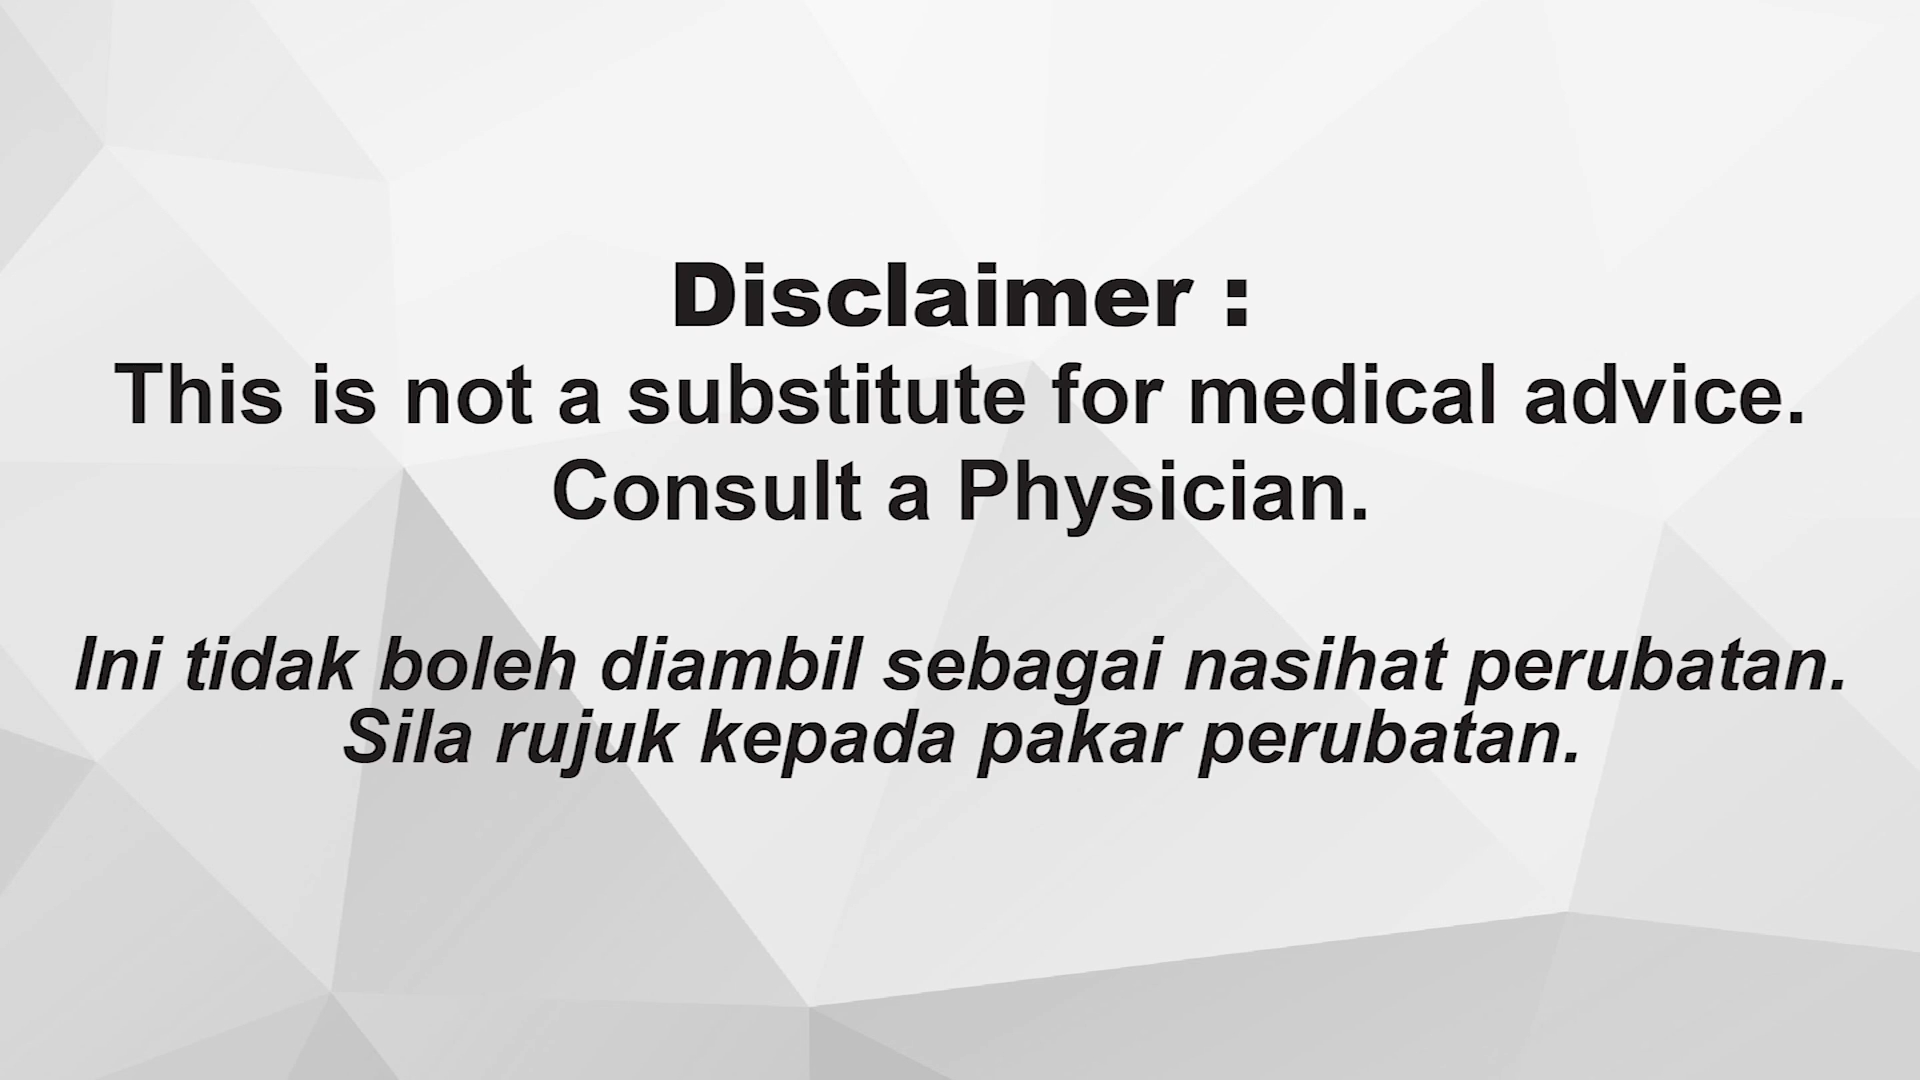 Disclaimer :
This is not a substitute for medical advice.
Consult a Physician.
Ini tidak boleh diambil sebagai nasihat perubatan.
Sila rujuk kepada pakar perubatan.